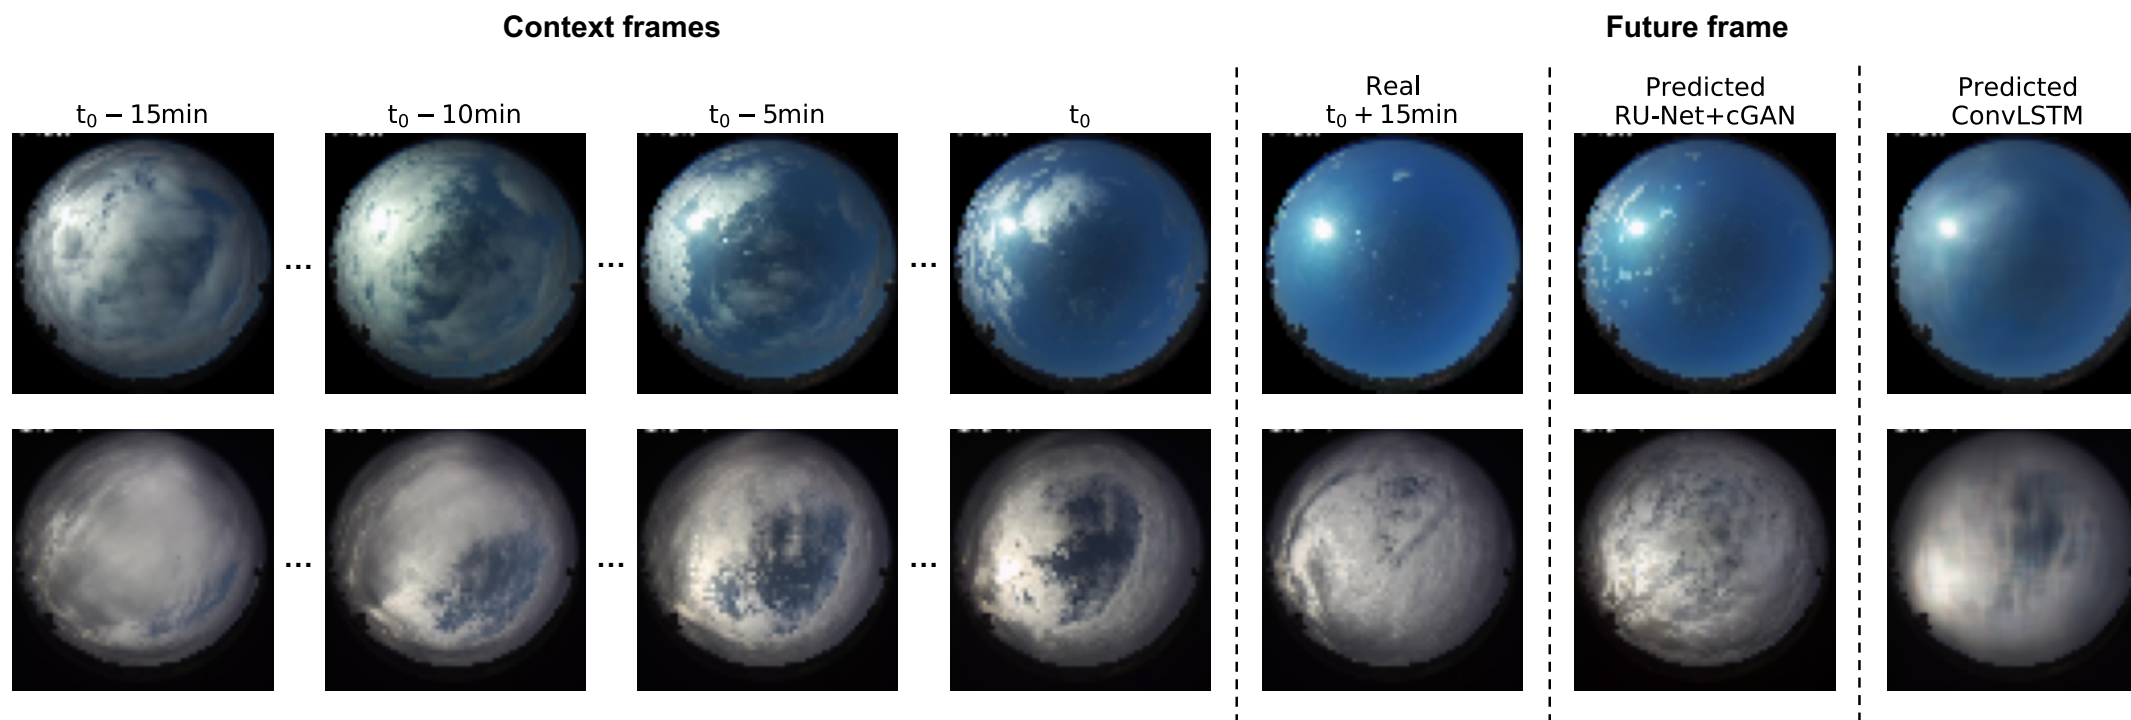 Context frames
Future frame
t₀ − 15min
t₀ − 10min
t₀ − 5min
t₀
Real
t₀ + 15min
Predicted
RU-Net+cGAN
Predicted
ConvLSTM
...
...
...
...
...
...